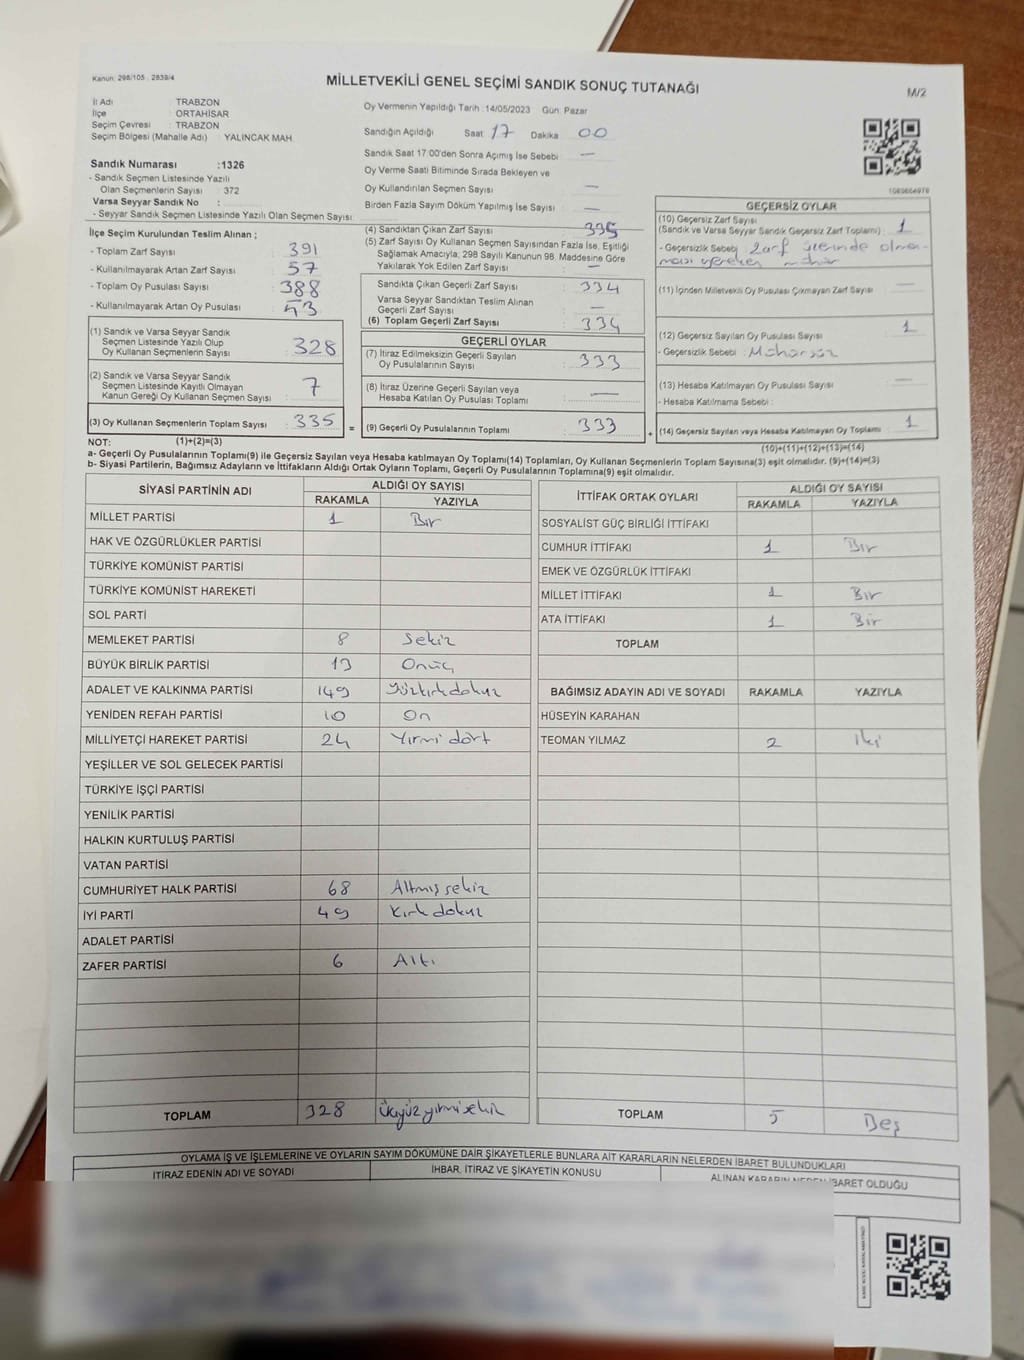 Kanun: 298/105 , 2839/4
MİLLETVEKİLİ GENEL SEÇİMİ SANDIK SONUÇ TUTANAĞI
M/2
İl Adı : TRABZON
İlçe : ORTAHİSAR
Seçim Çevresi : TRABZON
Seçim Bölgesi (Mahalle Adı) : YALINCAK MAH.
Sandık Numarası :1326
- Sandık Seçmen Listesinde Yazılı
Olan Seçmenlerin Sayısı : 372
Varsa Seyyar Sandık No :
- Seyyar Sandık Seçmen Listesinde Yazılı Olan Seçmen Sayısı:
Oy Vermenin Yapıldığı Tarih :14/05/2023 Gün: Pazar
Sandığın Açıldığı Saat 17 Dakika 00
Sandık Saat 17:00'den Sonra Açımış İse Sebebi —
Oy Verme Saati Bitiminde Sırada Bekleyen ve
Oy Kullandırılan Seçmen Sayısı —
Birden Fazla Sayım Döküm Yapılmış İse Sayısı —
1080664978
İlçe Seçim Kurulundan Teslim Alınan ;
- Toplam Zarf Sayısı : 391
- Kullanılmayarak Artan Zarf Sayısı : 57
- Toplam Oy Pusulası Sayısı : 388
- Kullanılmayarak Artan Oy Pusulası : 53
(1) Sandık ve Varsa Seyyar Sandık
Seçmen Listesinde Yazılı Olup
Oy Kullanan Seçmenlerin Sayısı : 328
(2) Sandık ve Varsa Seyyar Sandık
Seçmen Listesinde Kayıtlı Olmayan
Kanun Gereği Oy Kullanan Seçmen Sayısı : 7
(3) Oy Kullanan Seçmenlerin Toplam Sayısı : 335 =
(4) Sandıktan Çıkan Zarf Sayısı : 335
(5) Zarf Sayısı Oy Kullanan Seçmen Sayısından Fazla İse, Eşitliği
Sağlamak Amacıyla; 298 Sayılı Kanunun 98. Maddesine Göre
Yakılarak Yok Edilen Zarf Sayısı : —
Sandıkta Çıkan Geçerli Zarf Sayısı : 334
Varsa Seyyar Sandıktan Teslim Alınan
Geçerli Zarf Sayısı : —
(6) Toplam Geçerli Zarf Sayısı : 334
GEÇERLİ OYLAR
(7) İtiraz Edilmeksizin Geçerli Sayılan
Oy Pusulalarının Sayısı : 333
(8) İtiraz Üzerine Geçerli Sayılan veya
Hesaba Katılan Oy Pusulası Toplamı : —
(9) Geçerli Oy Pusulalarının Toplamı : 333 +
GEÇERSİZ OYLAR
(10) Geçersiz Zarf Sayısı
(Sandık ve Varsa Seyyar Sandık Geçersiz Zarf Toplamı) : 1
- Geçersizlik Sebebi : Zarf üzerinde olma-
ması gereken mühür
(11) İçinden Milletvekili Oy Pusulası Çıkmayan Zarf Sayısı : —
(12) Geçersiz Sayılan Oy Pusulası Sayısı : 1
- Geçersizlik Sebebi : Mühürsüz
(13) Hesaba Katılmayan Oy Pusulası Sayısı : —
- Hesaba Katılmama Sebebi :
(14) Geçersiz Sayılan veya Hesaba Katılmayan Oy Toplamı : 1
NOT: (1)+(2)=(3)
(10)+(11)+(12)+(13)=(14)
a- Geçerli Oy Pusulalarının Toplamı(9) ile Geçersiz Sayılan veya Hesaba katılmayan Oy Toplamı(14) Toplamları, Oy Kullanan Seçmenlerin Toplam Sayısına(3) eşit olmalıdır. (9)+(14)=(3)
b- Siyasi Partilerin, Bağımsız Adayların ve İttifakların Aldığı Ortak Oyların Toplamı, Geçerli Oy Pusulalarının Toplamına(9) eşit olmalıdır.
SİYASİ PARTİNİN ADI
ALDIĞI OY SAYISI
RAKAMLA YAZIYLA
MİLLET PARTİSİ 1 Bir
HAK VE ÖZGÜRLÜKLER PARTİSİ
TÜRKİYE KOMÜNİST PARTİSİ
TÜRKİYE KOMÜNİST HAREKETİ
SOL PARTİ
MEMLEKET PARTİSİ 8 Sekiz
BÜYÜK BİRLİK PARTİSİ 13 Onüç
ADALET VE KALKINMA PARTİSİ 149 Yüzkırkdokuz
YENİDEN REFAH PARTİSİ 10 On
MİLLİYETÇİ HAREKET PARTİSİ 24 Yirmi dört
YEŞİLLER VE SOL GELECEK PARTİSİ
TÜRKİYE İŞÇİ PARTİSİ
YENİLİK PARTİSİ
HALKIN KURTULUŞ PARTİSİ
VATAN PARTİSİ
CUMHURİYET HALK PARTİSİ 68 Altmış sekiz
İYİ PARTİ 49 Kırk dokuz
ADALET PARTİSİ
ZAFER PARTİSİ 6 Altı
TOPLAM 328 Üçyüz yirmisekiz
İTTİFAK ORTAK OYLARI
ALDIĞI OY SAYISI
RAKAMLA YAZIYLA
SOSYALİST GÜÇ BİRLİĞİ İTTİFAKI
CUMHUR İTTİFAKI 1 Bir
EMEK VE ÖZGÜRLÜK İTTİFAKI
MİLLET İTTİFAKI 1 Bir
ATA İTTİFAKI 1 Bir
TOPLAM
BAĞIMSIZ ADAYIN ADI VE SOYADI RAKAMLA YAZIYLA
HÜSEYİN KARAHAN
TEOMAN YILMAZ 2 İki
TOPLAM 5 Beş
OYLAMA İŞ VE İŞLEMLERİNE VE OYLARIN SAYIM DÖKÜMÜNE DAİR ŞİKAYETLERLE BUNLARA AİT KARARLARIN NELERDEN İBARET BULUNDUKLARI
İTİRAZ EDENİN ADI VE SOYADI İHBAR, İTİRAZ VE ŞİKAYETİN KONUSU ALINAN KARARIN NEDEN İBARET OLDUĞU